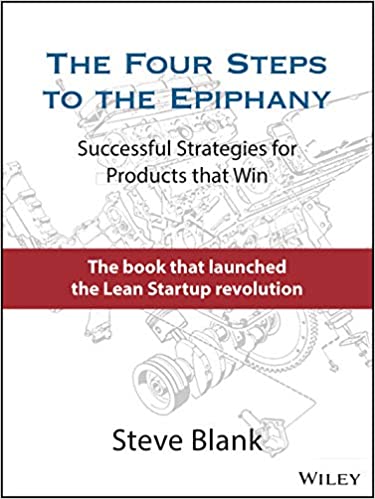 THE FOUR STEPS
TO THE EPIPHANY
Successful Strategies for
Products that Win
The book that launched
the Lean Startup revolution
Steve Blank
WILEY